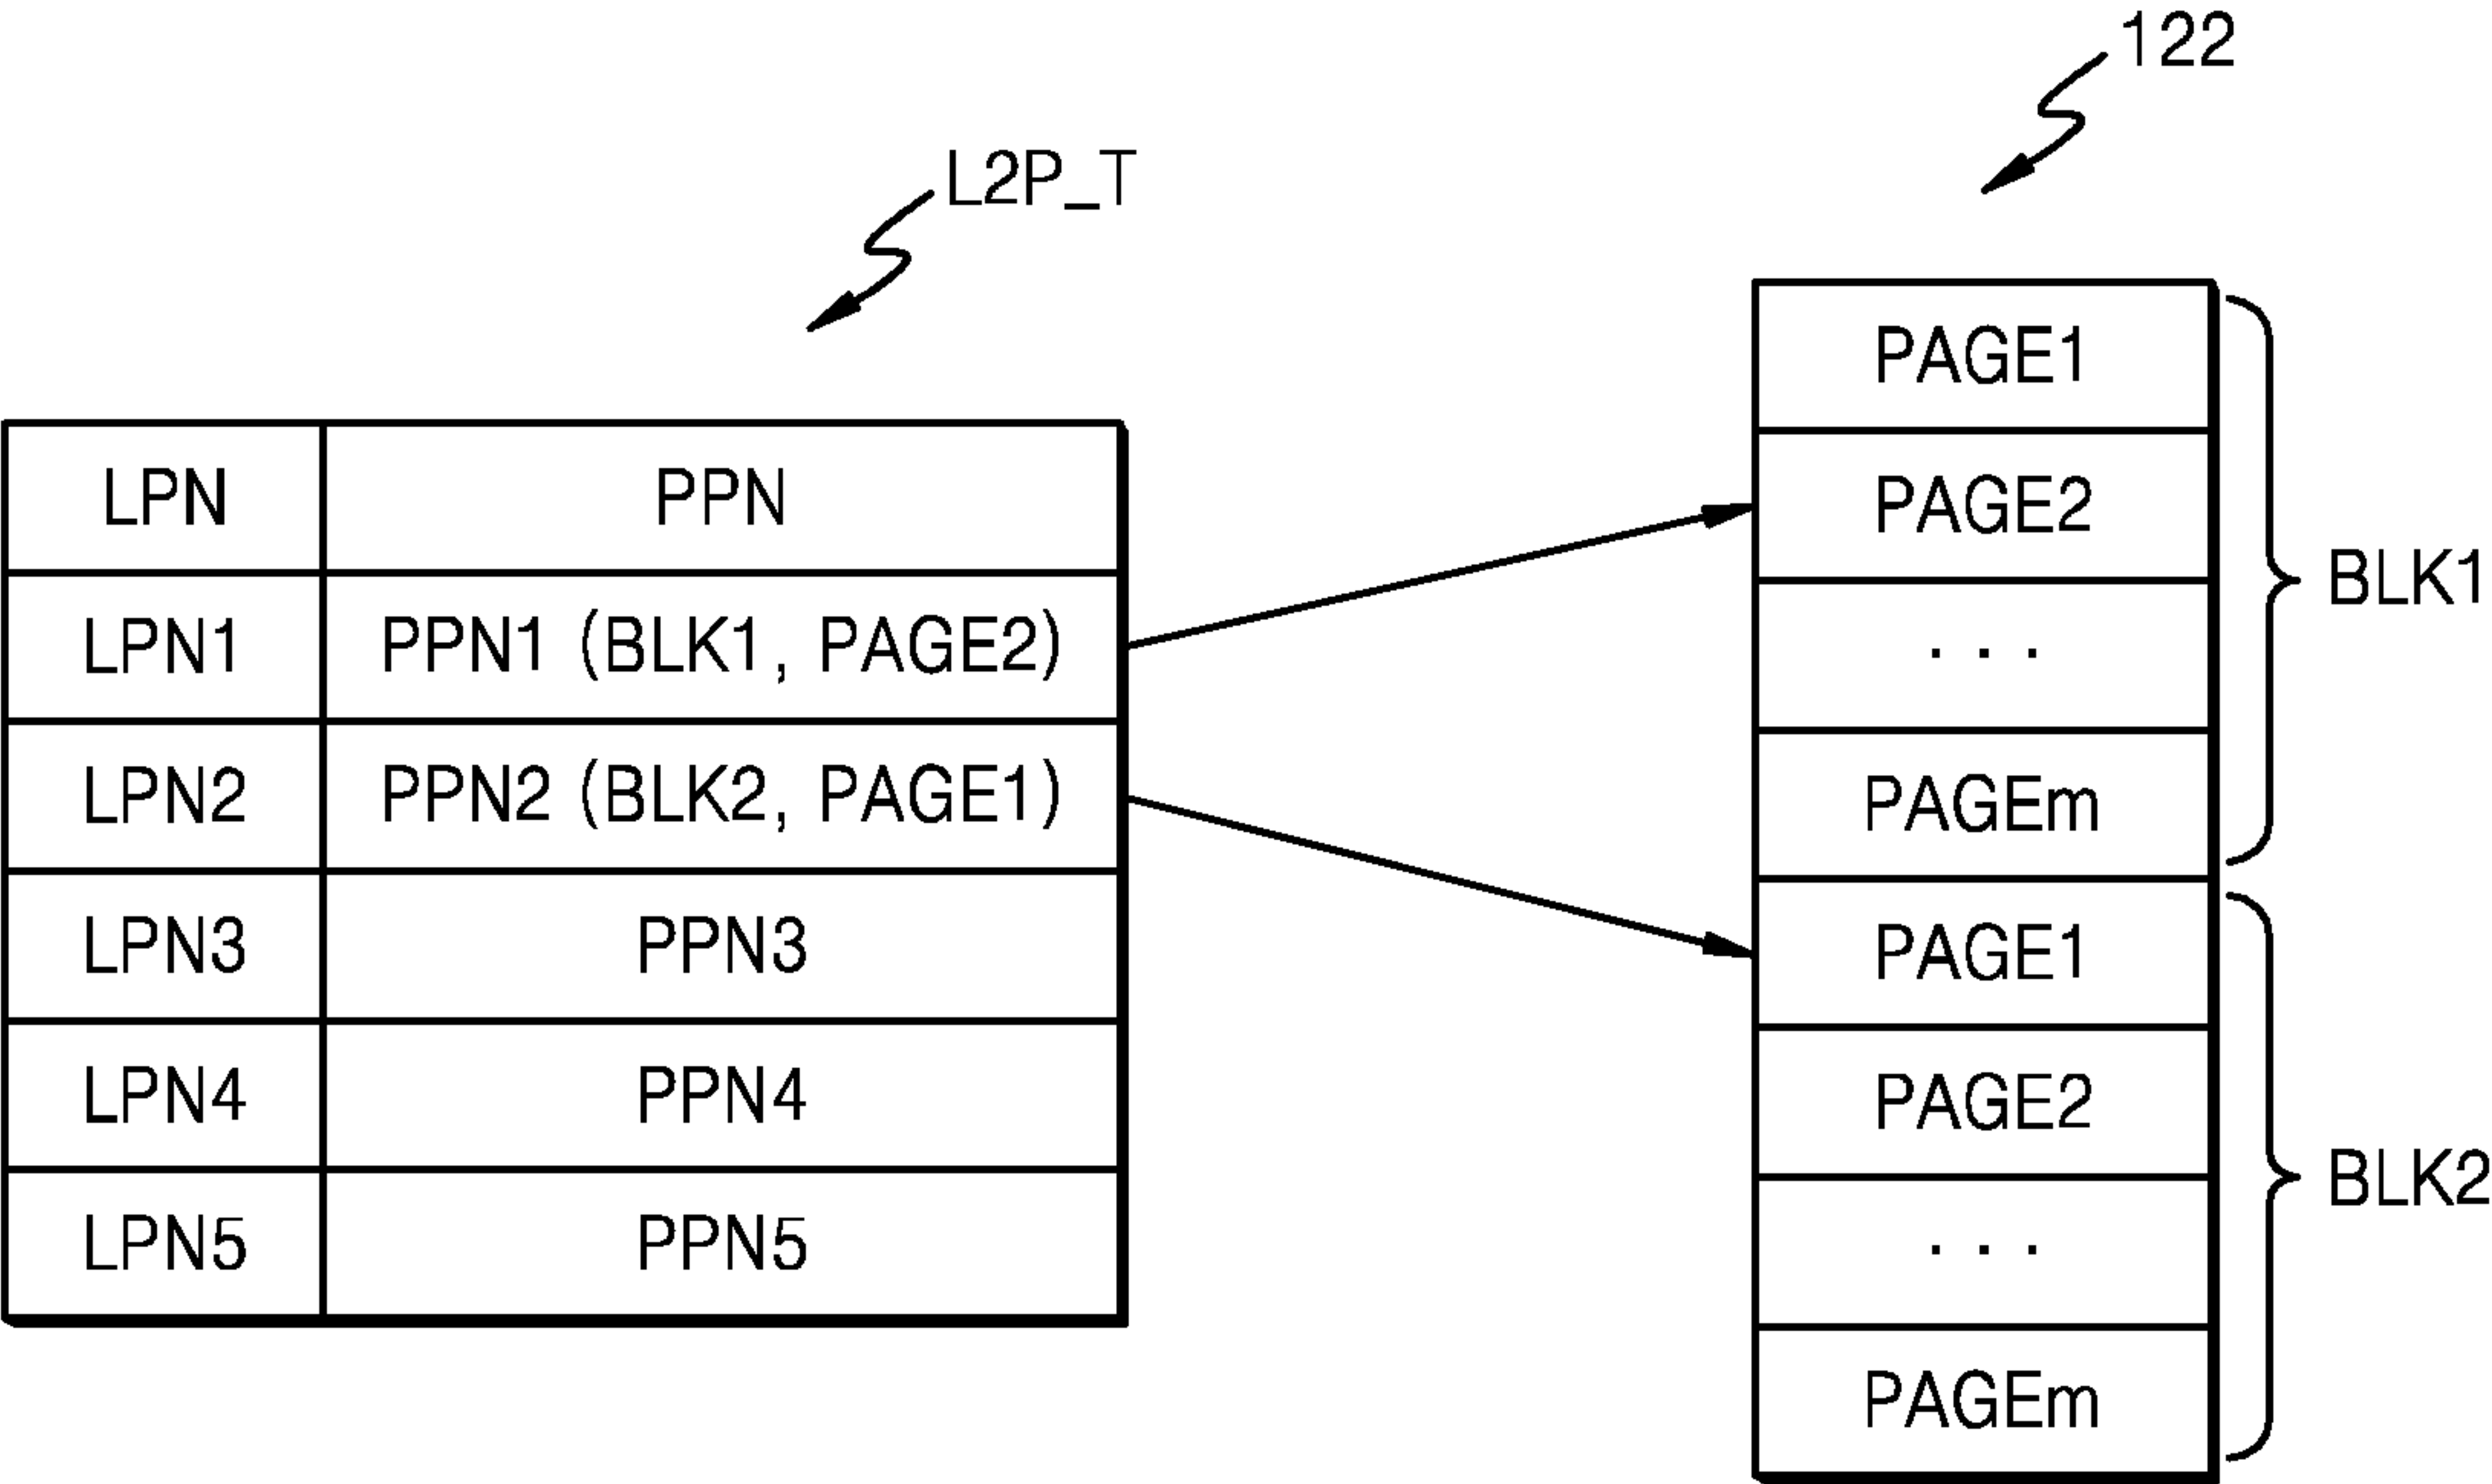 122
L2P_T
LPN PPN
LPN1 PPN1 (BLK1, PAGE2)
LPN2 PPN2 (BLK2, PAGE1)
LPN3 PPN3
LPN4 PPN4
LPN5 PPN5
PAGE1
PAGE2
...
PAGEm
BLK1
PAGE1
PAGE2
...
PAGEm
BLK2